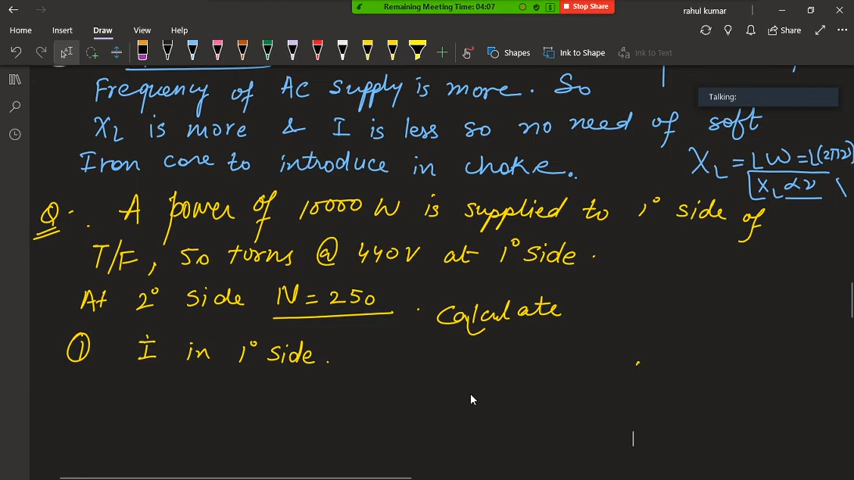 Remaining Meeting Time: 04:07
Stop Share
rahul kumar
Home
Insert
Draw
View
Help
Share
Shapes
Ink to Shape
Ink to Text
Talking:
Frequency of AC supply is more. So
XL is more & I is less so no need of soft
Iron core to introduce in choke.
XL = Lω = L(2πν)
XL α ν
Q:. A power of 10000 W is supplied to 1° side of
T/F, 50 turns @ 440V at 1° side.
At 2° side N = 250 . Calculate
① I in 1° side.